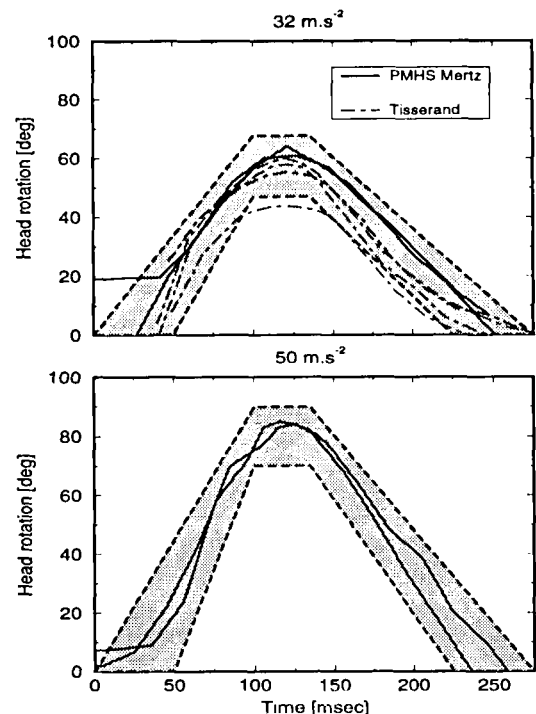 32 m.s-2
100
80
60
40
20
0
Head rotation [deg]
PMHS Mertz
Tisserand
50 m.s-2
100
80
60
40
20
0
Head rotation [deg]
0 50 100 150 200 250
Time [msec]